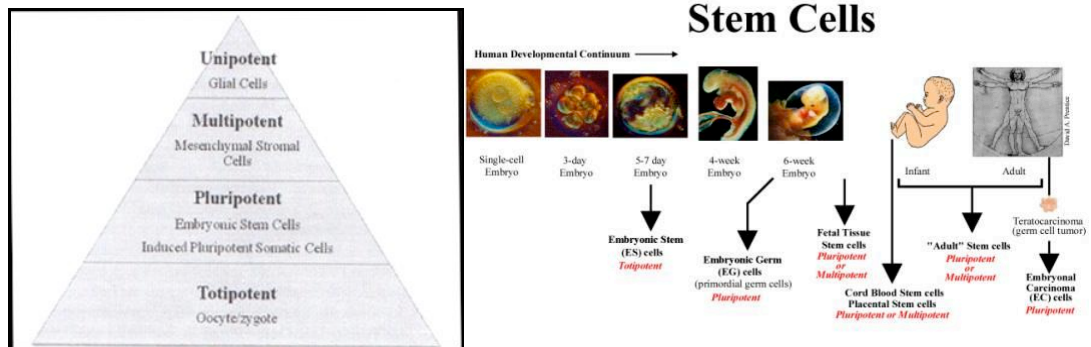 Unipotent
Glial Cells
Multipotent
Mesenchymal Stromal
Cells
Pluripotent
Embryonic Stem Cells
Induced Pluripotent Somatic Cells
Totipotent
Oocyte/zygote
Stem Cells
Human Developmental Continuum
Single-cell
Embryo
3-day
Embryo
5-7 day
Embryo
4-week
Embryo
6-week
Embryo
Infant
Adult
David A. Prentice
Embryonic Stem
(ES) cells
Totipotent
Embryonic Germ
(EG) cells
(primordial germ cells)
Pluripotent
Fetal Tissue
Stem cells
Pluripotent
or
Multipotent
Cord Blood Stem cells
Placental Stem cells
Pluripotent or Multipotent
"Adult" Stem cells
Pluripotent
or
Multipotent
Teratocarcinoma
(germ cell tumor)
Embryonal
Carcinoma
(EC) cells
Pluripotent